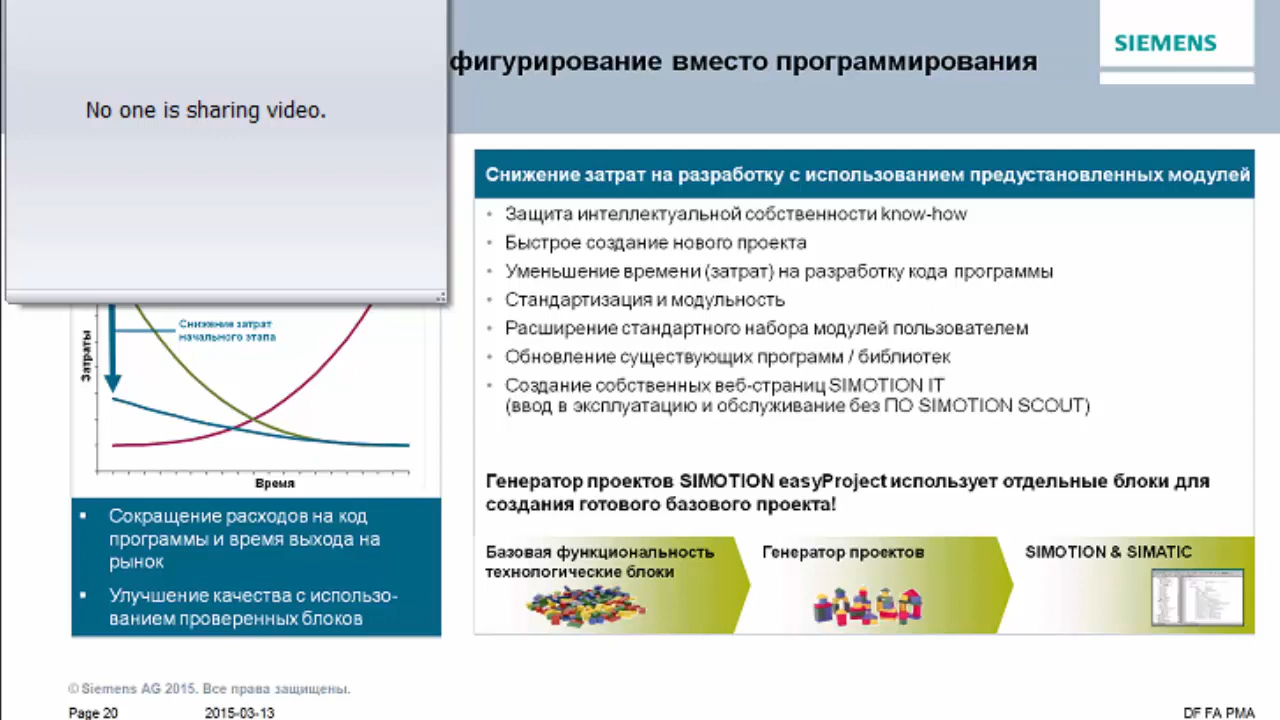 No one is sharing video.
фигурирование вместо программирования
SIEMENS
Снижение затрат
начального этапа
Затраты
Время
Сокращение расходов на код
программы и время выхода на
рынок
Улучшение качества с использо-
ванием проверенных блоков
Снижение затрат на разработку с использованием предустановленных модулей
Защита интеллектуальной собственности know-how
Быстрое создание нового проекта
Уменьшение времени (затрат) на разработку кода программы
Стандартизация и модульность
Расширение стандартного набора модулей пользователем
Обновление существующих программ / библиотек
Создание собственных веб-страниц SIMOTION IT
(ввод в эксплуатацию и обслуживание без ПО SIMOTION SCOUT)
Генератор проектов SIMOTION easyProject использует отдельные блоки для
создания готового базового проекта!
Базовая функциональность
технологические блоки
Генератор проектов
SIMOTION & SIMATIC
© Siemens AG 2015. Все права защищены.
Page 20 2015-03-13 DF FA PMA